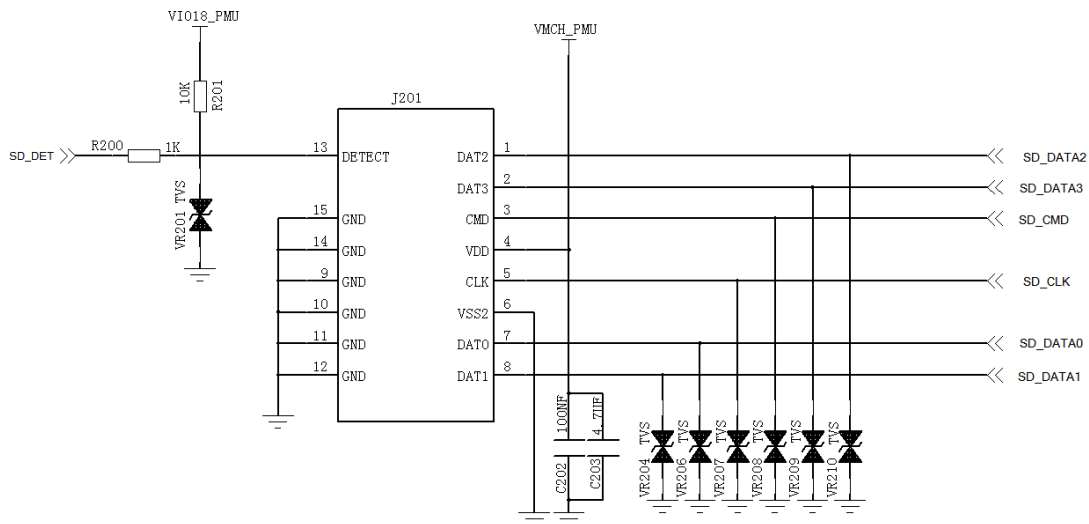 VIO18_PMU
VMCH_PMU
10K
R201
J201
SD_DET
R200
1K
13
DETECT
DAT2
1
SD_DATA2
DAT3
2
SD_DATA3
VR201
TVS
15
GND
CMD
3
SD_CMD
14
GND
VDD
4
9
GND
CLK
5
SD_CLK
10
GND
VSS2
6
11
GND
DAT0
7
SD_DATA0
12
GND
DAT1
8
SD_DATA1
100NF
4.7UF
C202
C203
VR204
TVS
VR206
TVS
VR207
TVS
VR208
TVS
VR209
TVS
VR210
TVS